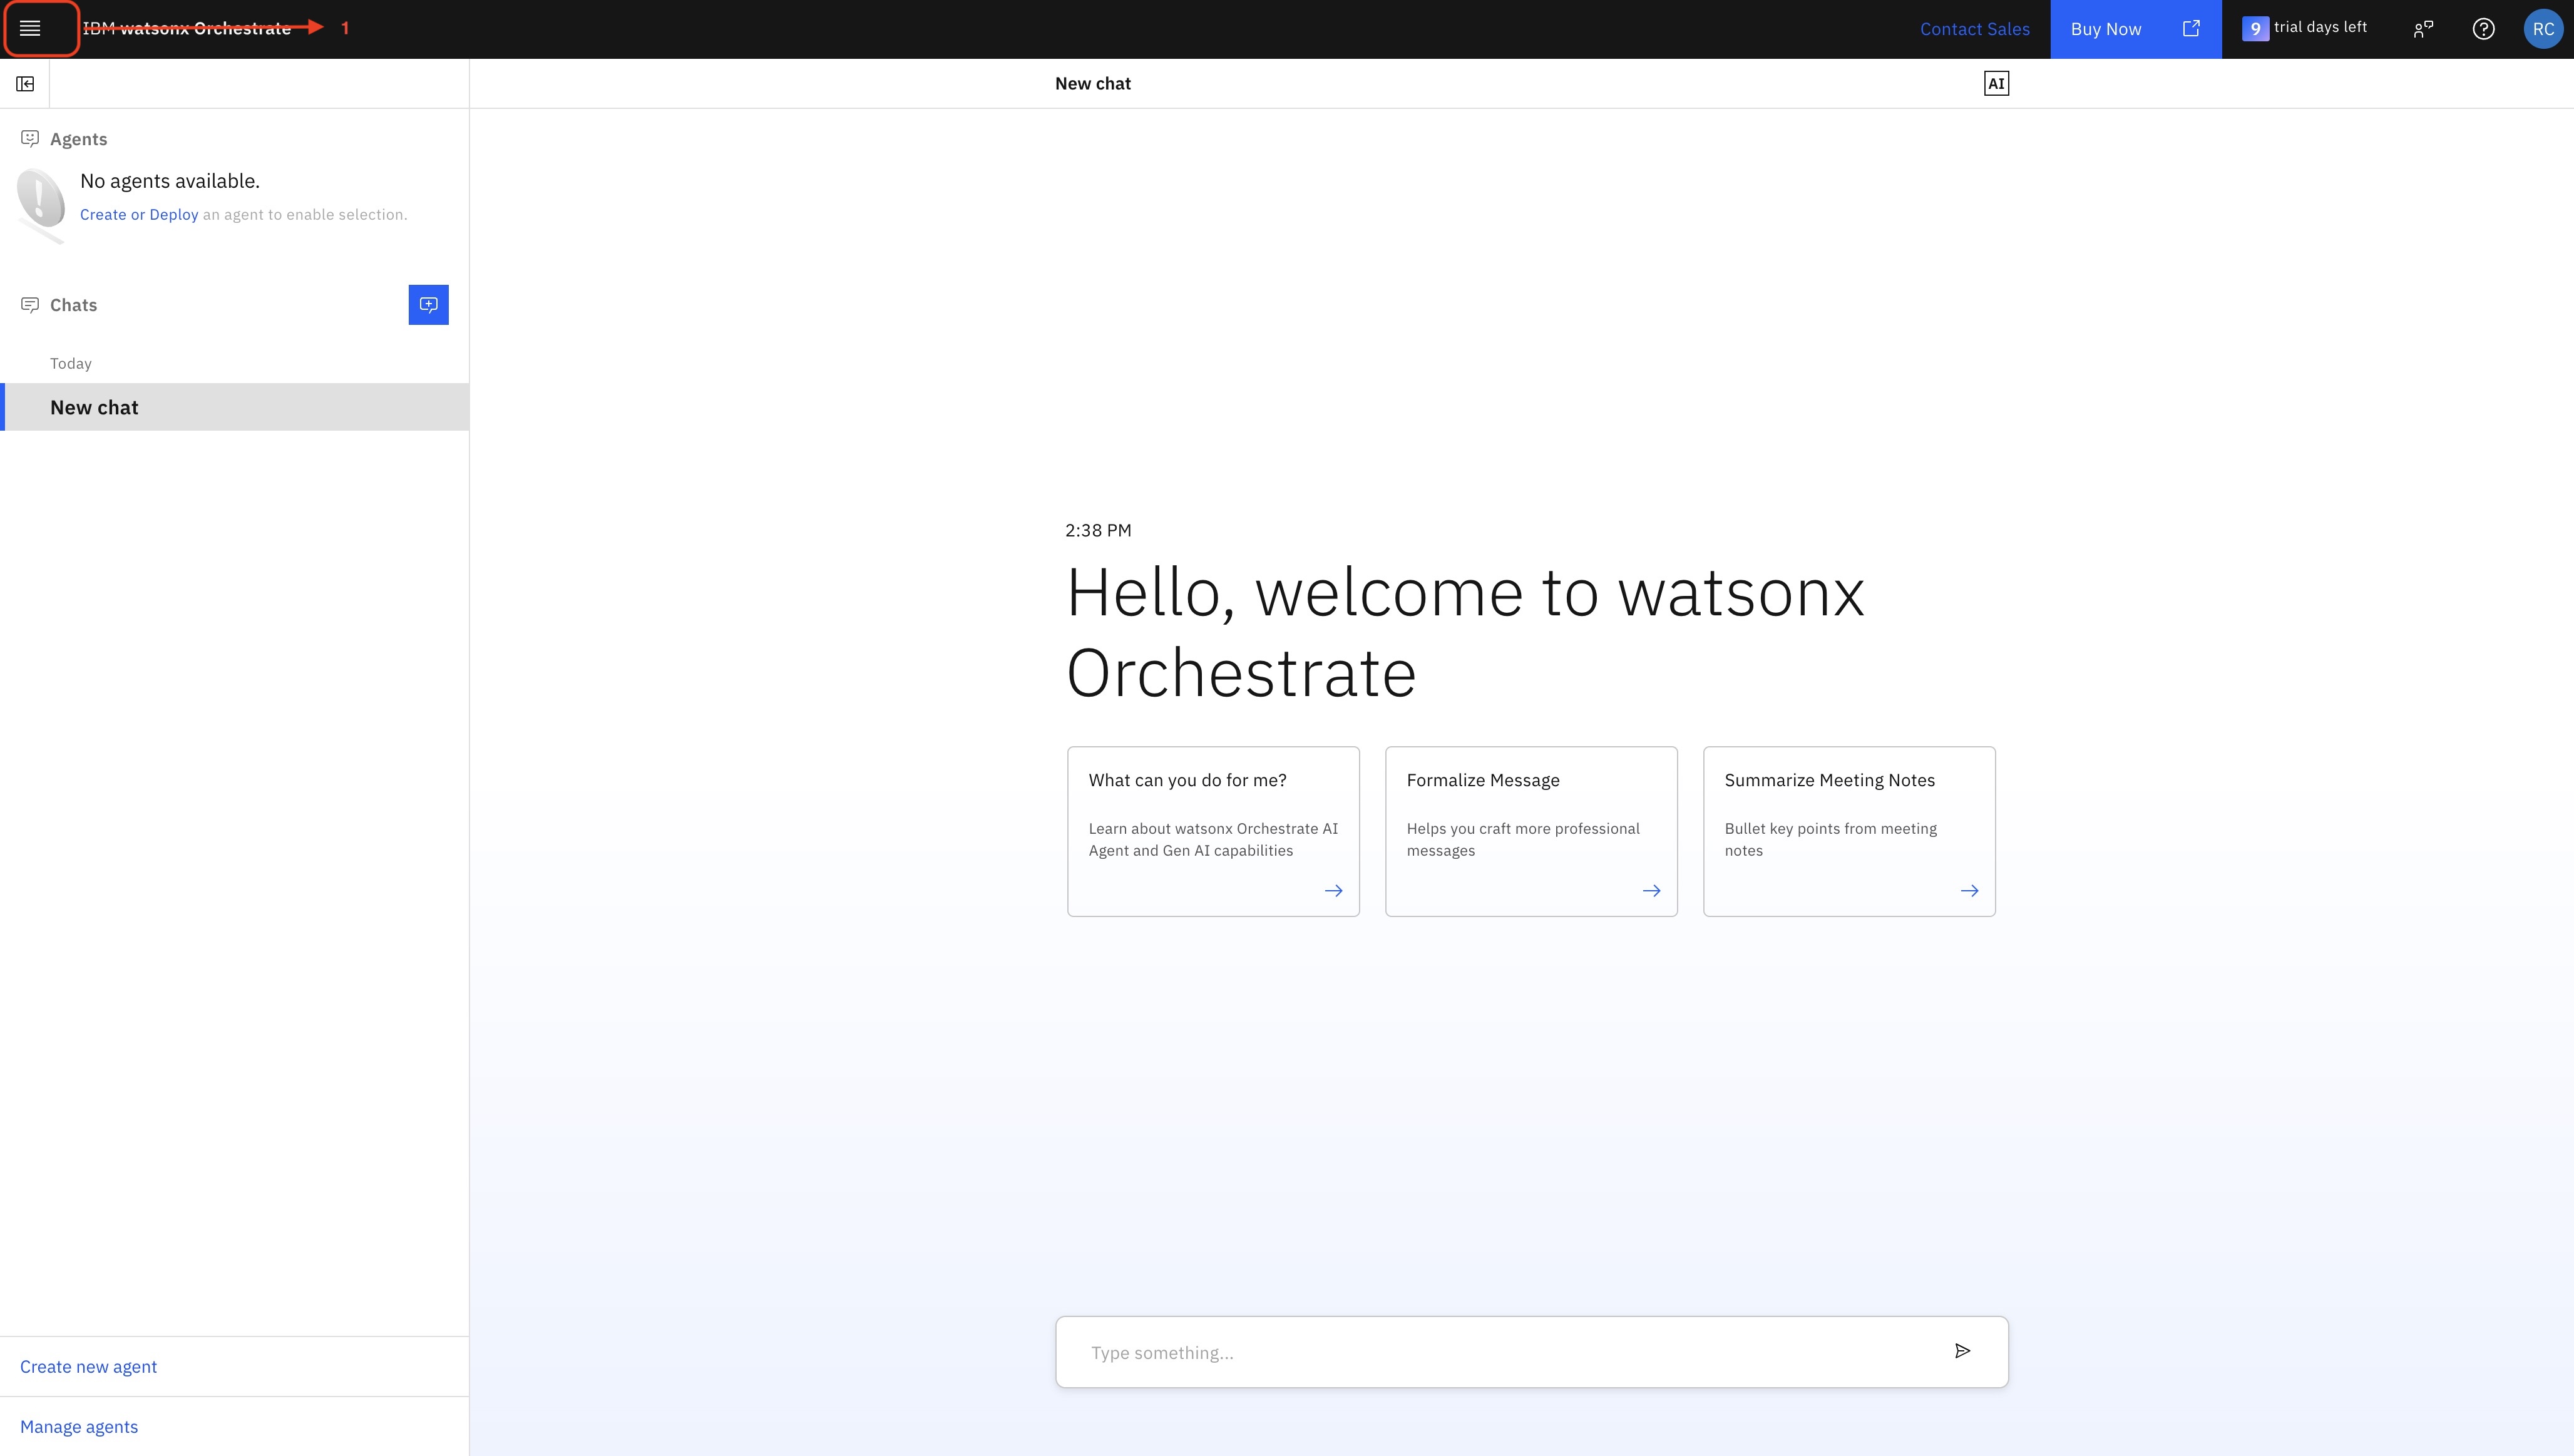 IBM watsonx Orchestrate
1
Contact Sales
Buy Now
9 trial days left
RC
New chat
AI
Agents
No agents available.
Create or Deploy an agent to enable selection.
Chats
Today
New chat
2:38 PM
Hello, welcome to watsonx
Orchestrate
What can you do for me?
Learn about watsonx Orchestrate AI
Agent and Gen AI capabilities
Formalize Message
Helps you craft more professional
messages
Summarize Meeting Notes
Bullet key points from meeting
notes
Type something...
Create new agent
Manage agents